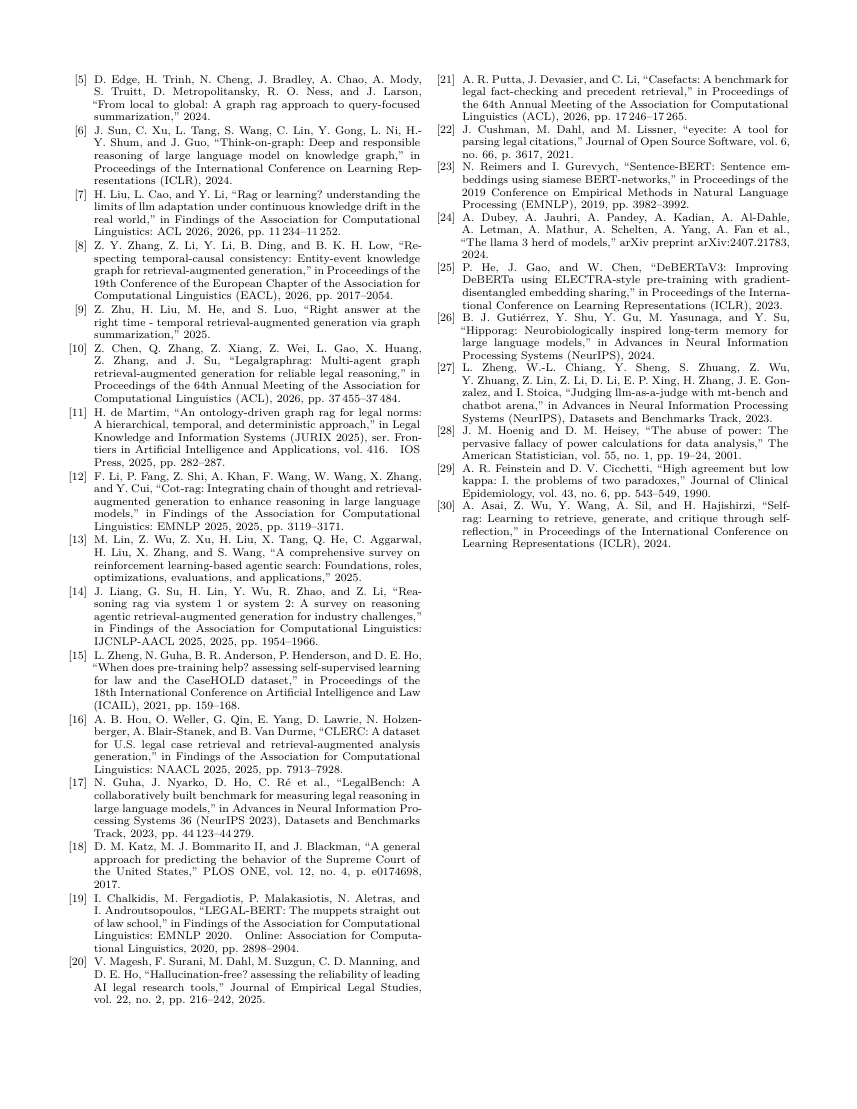 [5] D. Edge, H. Trinh, N. Cheng, J. Bradley, A. Chao, A. Mody,
S. Truitt, D. Metropolitansky, R. O. Ness, and J. Larson,
“From local to global: A graph rag approach to query-focused
summarization,” 2024.
[6] J. Sun, C. Xu, L. Tang, S. Wang, C. Lin, Y. Gong, L. Ni, H.-
Y. Shum, and J. Guo, “Think-on-graph: Deep and responsible
reasoning of large language model on knowledge graph,” in
Proceedings of the International Conference on Learning Rep-
resentations (ICLR), 2024.
[7] H. Liu, L. Cao, and Y. Li, “Rag or learning? understanding the
limits of llm adaptation under continuous knowledge drift in the
real world,” in Findings of the Association for Computational
Linguistics: ACL 2026, 2026, pp. 11 234–11 252.
[8] Z. Y. Zhang, Z. Li, Y. Li, B. Ding, and B. K. H. Low, “Re-
specting temporal-causal consistency: Entity-event knowledge
graph for retrieval-augmented generation,” in Proceedings of the
19th Conference of the European Chapter of the Association for
Computational Linguistics (EACL), 2026, pp. 2017–2054.
[9] Z. Zhu, H. Liu, M. He, and S. Luo, “Right answer at the
right time - temporal retrieval-augmented generation via graph
summarization,” 2025.
[10] Z. Chen, Q. Zhang, Z. Xiang, Z. Wei, L. Gao, X. Huang,
Z. Zhang, and J. Su, “Legalgraphrag: Multi-agent graph
retrieval-augmented generation for reliable legal reasoning,” in
Proceedings of the 64th Annual Meeting of the Association for
Computational Linguistics (ACL), 2026, pp. 37 455–37 484.
[11] H. de Martim, “An ontology-driven graph rag for legal norms:
A hierarchical, temporal, and deterministic approach,” in Legal
Knowledge and Information Systems (JURIX 2025), ser. Fron-
tiers in Artificial Intelligence and Applications, vol. 416. IOS
Press, 2025, pp. 282–287.
[12] F. Li, P. Fang, Z. Shi, A. Khan, F. Wang, W. Wang, X. Zhang,
and Y. Cui, “Cot-rag: Integrating chain of thought and retrieval-
augmented generation to enhance reasoning in large language
models,” in Findings of the Association for Computational
Linguistics: EMNLP 2025, 2025, pp. 3119–3171.
[13] M. Lin, Z. Wu, Z. Xu, H. Liu, X. Tang, Q. He, C. Aggarwal,
H. Liu, X. Zhang, and S. Wang, “A comprehensive survey on
reinforcement learning-based agentic search: Foundations, roles,
optimizations, evaluations, and applications,” 2025.
[14] J. Liang, G. Su, H. Lin, Y. Wu, R. Zhao, and Z. Li, “Rea-
soning rag via system 1 or system 2: A survey on reasoning
agentic retrieval-augmented generation for industry challenges,”
in Findings of the Association for Computational Linguistics:
IJCNLP-AACL 2025, 2025, pp. 1954–1966.
[15] L. Zheng, N. Guha, B. R. Anderson, P. Henderson, and D. E. Ho,
“When does pre-training help? assessing self-supervised learning
for law and the CaseHOLD dataset,” in Proceedings of the
18th International Conference on Artificial Intelligence and Law
(ICAIL), 2021, pp. 159–168.
[16] A. B. Hou, O. Weller, G. Qin, E. Yang, D. Lawrie, N. Holzen-
berger, A. Blair-Stanek, and B. Van Durme, “CLERC: A dataset
for U.S. legal case retrieval and retrieval-augmented analysis
generation,” in Findings of the Association for Computational
Linguistics: NAACL 2025, 2025, pp. 7913–7928.
[17] N. Guha, J. Nyarko, D. Ho, C. Ré et al., “LegalBench: A
collaboratively built benchmark for measuring legal reasoning in
large language models,” in Advances in Neural Information Pro-
cessing Systems 36 (NeurIPS 2023), Datasets and Benchmarks
Track, 2023, pp. 44 123–44 279.
[18] D. M. Katz, M. J. Bommarito II, and J. Blackman, “A general
approach for predicting the behavior of the Supreme Court of
the United States,” PLOS ONE, vol. 12, no. 4, p. e0174698,
2017.
[19] I. Chalkidis, M. Fergadiotis, P. Malakasiotis, N. Aletras, and
I. Androutsopoulos, “LEGAL-BERT: The muppets straight out
of law school,” in Findings of the Association for Computational
Linguistics: EMNLP 2020. Online: Association for Computa-
tional Linguistics, 2020, pp. 2898–2904.
[20] V. Magesh, F. Surani, M. Dahl, M. Suzgun, C. D. Manning, and
D. E. Ho, “Hallucination-free? assessing the reliability of leading
AI legal research tools,” Journal of Empirical Legal Studies,
vol. 22, no. 2, pp. 216–242, 2025.
[21] A. R. Putta, J. Devasier, and C. Li, “Casefacts: A benchmark for
legal fact-checking and precedent retrieval,” in Proceedings of
the 64th Annual Meeting of the Association for Computational
Linguistics (ACL), 2026, pp. 17 246–17 265.
[22] J. Cushman, M. Dahl, and M. Lissner, “eyecite: A tool for
parsing legal citations,” Journal of Open Source Software, vol. 6,
no. 66, p. 3617, 2021.
[23] N. Reimers and I. Gurevych, “Sentence-BERT: Sentence em-
beddings using siamese BERT-networks,” in Proceedings of the
2019 Conference on Empirical Methods in Natural Language
Processing (EMNLP), 2019, pp. 3982–3992.
[24] A. Dubey, A. Jauhri, A. Pandey, A. Kadian, A. Al-Dahle,
A. Letman, A. Mathur, A. Schelten, A. Yang, A. Fan et al.,
“The llama 3 herd of models,” arXiv preprint arXiv:2407.21783,
2024.
[25] P. He, J. Gao, and W. Chen, “DeBERTaV3: Improving
DeBERTa using ELECTRA-style pre-training with gradient-
disentangled embedding sharing,” in Proceedings of the Interna-
tional Conference on Learning Representations (ICLR), 2023.
[26] B. J. Gutiérrez, Y. Shu, Y. Gu, M. Yasunaga, and Y. Su,
“Hipporag: Neurobiologically inspired long-term memory for
large language models,” in Advances in Neural Information
Processing Systems (NeurIPS), 2024.
[27] L. Zheng, W.-L. Chiang, Y. Sheng, S. Zhuang, Z. Wu,
Y. Zhuang, Z. Lin, Z. Li, D. Li, E. P. Xing, H. Zhang, J. E. Gon-
zalez, and I. Stoica, “Judging llm-as-a-judge with mt-bench and
chatbot arena,” in Advances in Neural Information Processing
Systems (NeurIPS), Datasets and Benchmarks Track, 2023.
[28] J. M. Hoenig and D. M. Heisey, “The abuse of power: The
pervasive fallacy of power calculations for data analysis,” The
American Statistician, vol. 55, no. 1, pp. 19–24, 2001.
[29] A. R. Feinstein and D. V. Cicchetti, “High agreement but low
kappa: I. the problems of two paradoxes,” Journal of Clinical
Epidemiology, vol. 43, no. 6, pp. 543–549, 1990.
[30] A. Asai, Z. Wu, Y. Wang, A. Sil, and H. Hajishirzi, “Self-
rag: Learning to retrieve, generate, and critique through self-
reflection,” in Proceedings of the International Conference on
Learning Representations (ICLR), 2024.